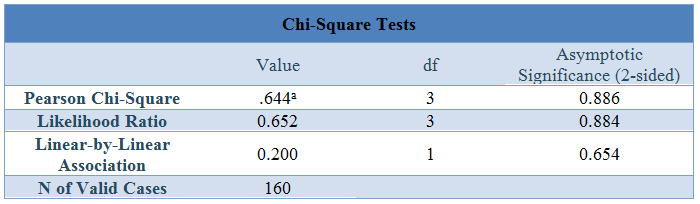 Chi-Square Tests
Value df Asymptotic Significance (2-sided)
Pearson Chi-Square .644ᵃ 3 0.886
Likelihood Ratio 0.652 3 0.884
Linear-by-Linear Association 0.200 1 0.654
N of Valid Cases 160